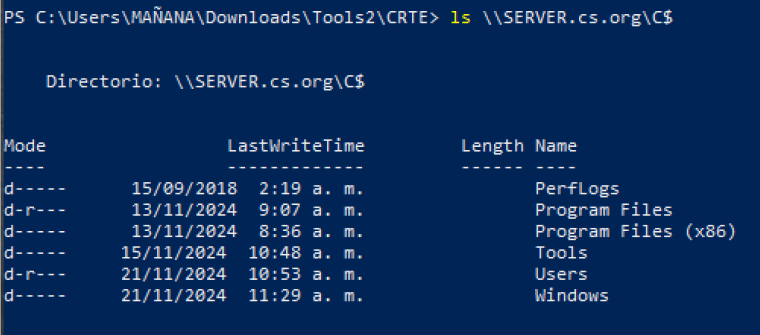 PS C:\Users\MAÑANA\Downloads\Tools2\CRTE> ls \\SERVER.cs.org\C$
Directorio: \\SERVER.cs.org\C$
Mode LastWriteTime Length Name
---- ------------- ------ ----
d----- 15/09/2018 2:19 a. m. PerfLogs
d-r--- 13/11/2024 9:07 a. m. Program Files
d----- 13/11/2024 8:36 a. m. Program Files (x86)
d----- 15/11/2024 10:48 a. m. Tools
d-r--- 21/11/2024 10:53 a. m. Users
d----- 21/11/2024 11:29 a. m. Windows